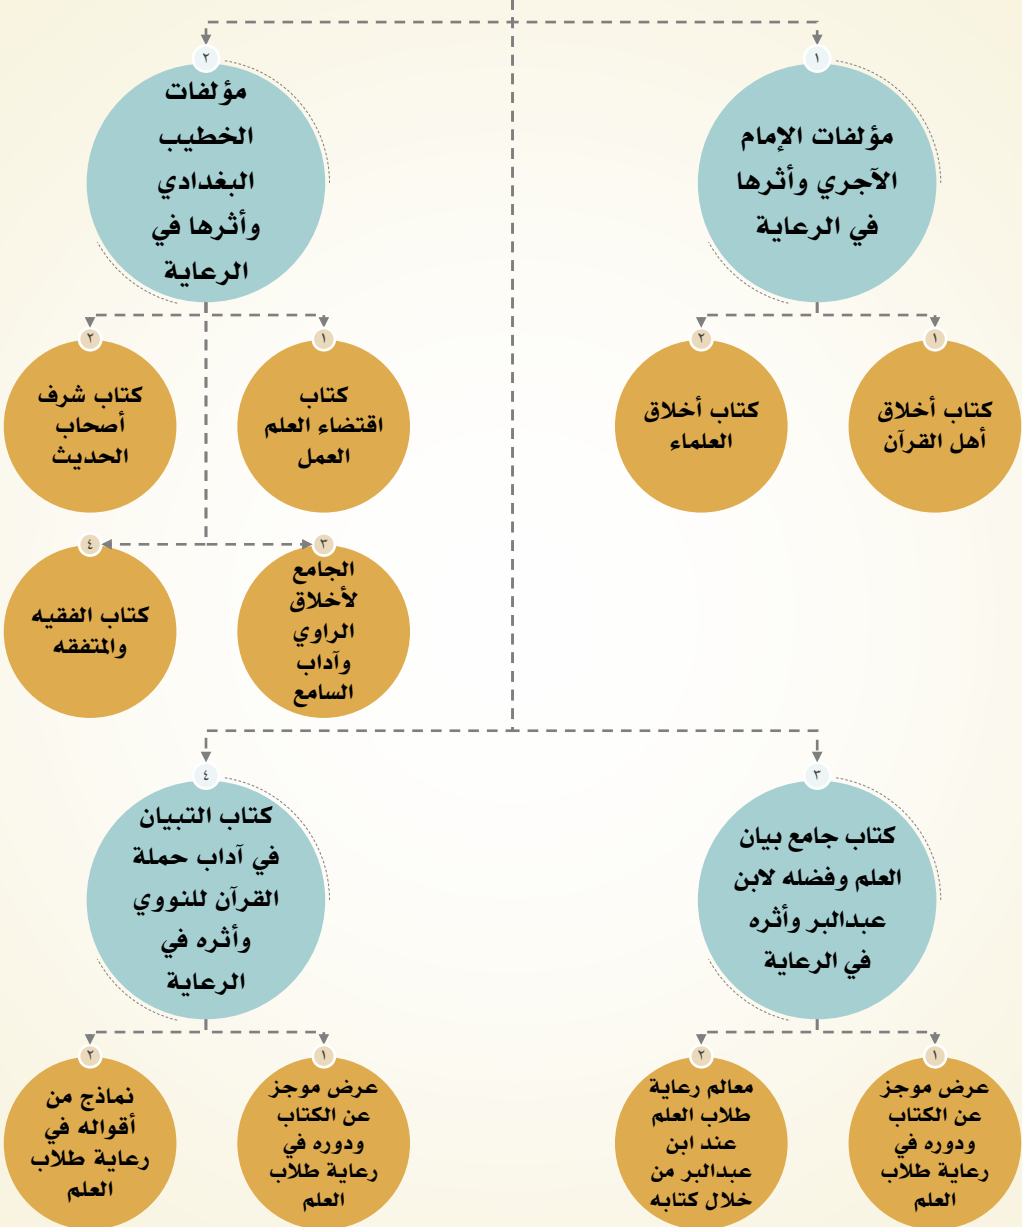 ١
مؤلفات الإمام
الآجري وأثرها
في الرعاية
١
كتاب أخلاق
أهل القرآن
٢
كتاب أخلاق
العلماء
٢
مؤلفات
الخطيب
البغدادي
وأثرها في
الرعاية
١
كتاب
اقتضاء العلم
العمل
٢
كتاب شرف
أصحاب
الحديث
٣
الجامع
لأخلاق
الراوي
وآداب
السامع
٤
كتاب الفقيه
والمتفقه
٣
كتاب جامع بيان
العلم وفضله لابن
عبدالبر وأثره
في الرعاية
١
عرض موجز
عن الكتاب
ودوره في
رعاية طلاب
العلم
٢
معالم رعاية
طلاب العلم
عند ابن
عبدالبر من
خلال كتابه
٤
كتاب التبيان
في آداب حملة
القرآن للنووي
وأثره في
الرعاية
١
عرض موجز
عن الكتاب
ودوره في
رعاية طلاب
العلم
٢
نماذج من
أقواله في
رعاية طلاب
العلم